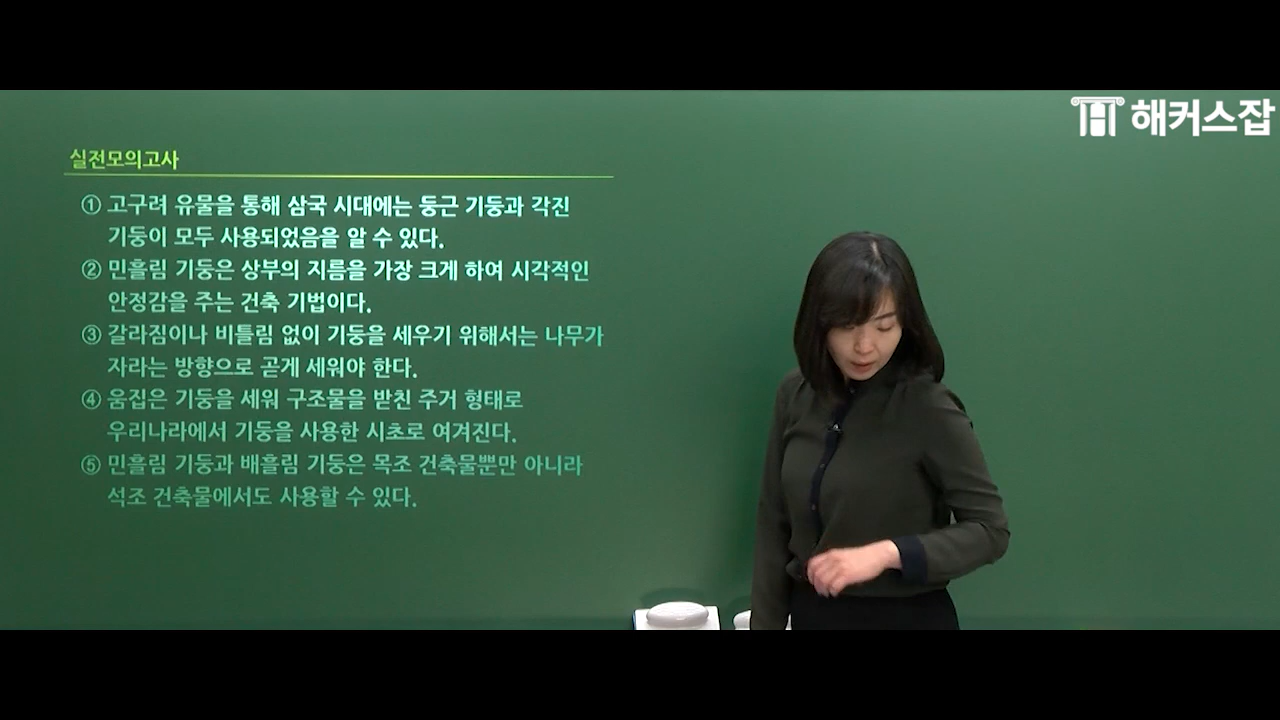 해커스잡
실전모의고사
① 고구려 유물을 통해 삼국 시대에는 둥근 기둥과 각진
기둥이 모두 사용되었음을 알 수 있다.
② 민흘림 기둥은 상부의 지름을 가장 크게 하여 시각적인
안정감을 주는 건축 기법이다.
③ 갈라짐이나 비틀림 없이 기둥을 세우기 위해서는 나무가
자라는 방향으로 곧게 세워야 한다.
④ 움집은 기둥을 세워 구조물을 받친 주거 형태로
우리나라에서 기둥을 사용한 시초로 여겨진다.
⑤ 민흘림 기둥과 배흘림 기둥은 목조 건축물뿐만 아니라
석조 건축물에서도 사용할 수 있다.